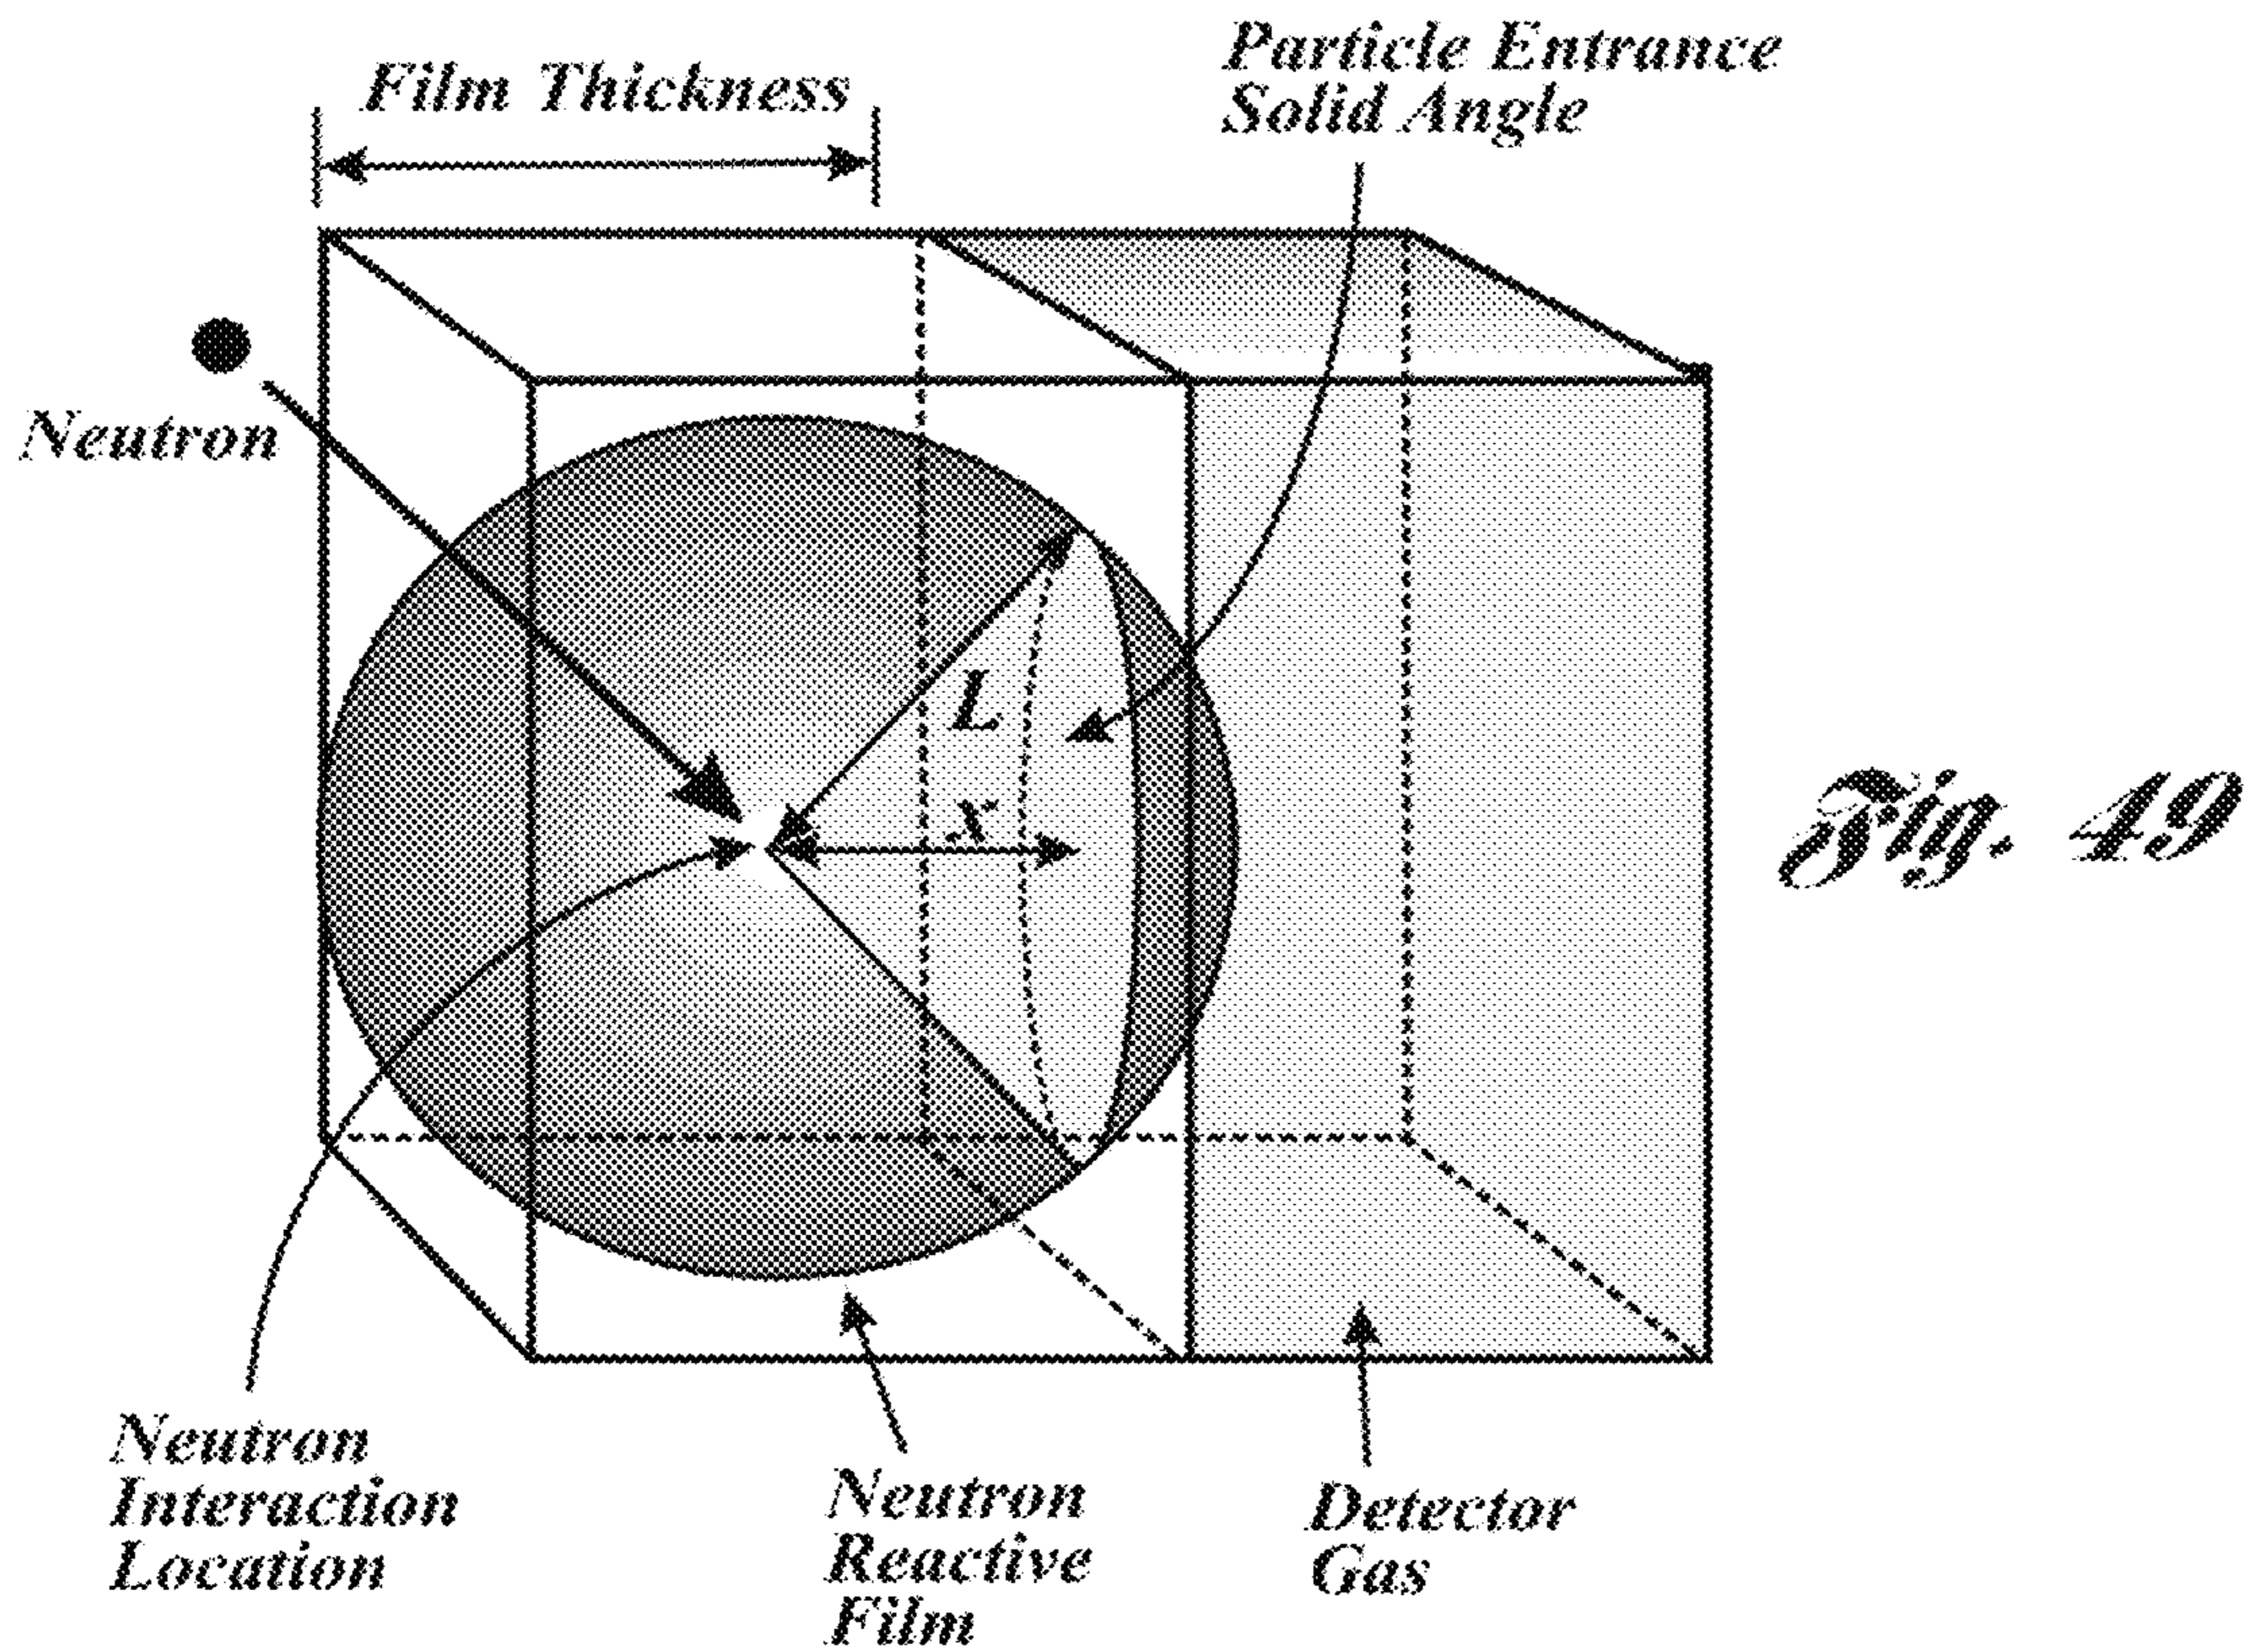 Film Thickness
Particle Entrance
Solid Angle
Neutron
L
x
Fig. 49
Neutron
Interaction
Location
Neutron
Reactive
Film
Detector
Gas